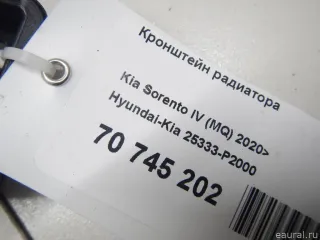 Кронштейн радиатора
Kia Sorento IV (MQ) 2020>
Hyundai-Kia 25333-P2000
70 745 202
eaural.ru